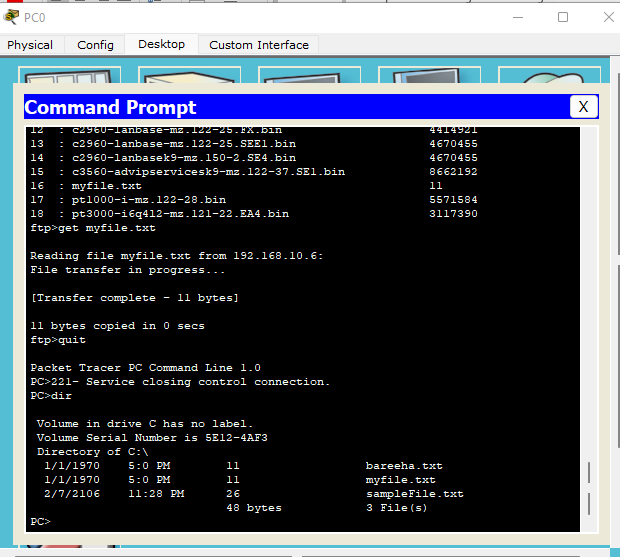 PC0
Physical Config Desktop Custom Interface
Command Prompt X
12 : c2960-lanbase-mz.122-25.FX.bin 4414921
13 : c2960-lanbase-mz.122-25.SEE1.bin 4670455
14 : c2960-lanbasek9-mz.150-2.SE4.bin 4670455
15 : c3560-advipservicesk9-mz.122-37.SE1.bin 8662192
16 : myfile.txt 11
17 : pt1000-i-mz.122-28.bin 5571584
18 : pt3000-i6q4l2-mz.121-22.EA4.bin 3117390
ftp>get myfile.txt
Reading file myfile.txt from 192.168.10.6:
File transfer in progress...
[Transfer complete - 11 bytes]
11 bytes copied in 0 secs
ftp>quit
Packet Tracer PC Command Line 1.0
PC>221- Service closing control connection.
PC>dir
Volume in drive C has no label.
Volume Serial Number is 5E12-4AF3
Directory of C:\
1/1/1970 5:0 PM 11 bareeha.txt
1/1/1970 5:0 PM 11 myfile.txt
2/7/2106 11:28 PM 26 sampleFile.txt
48 bytes 3 File(s)
PC>